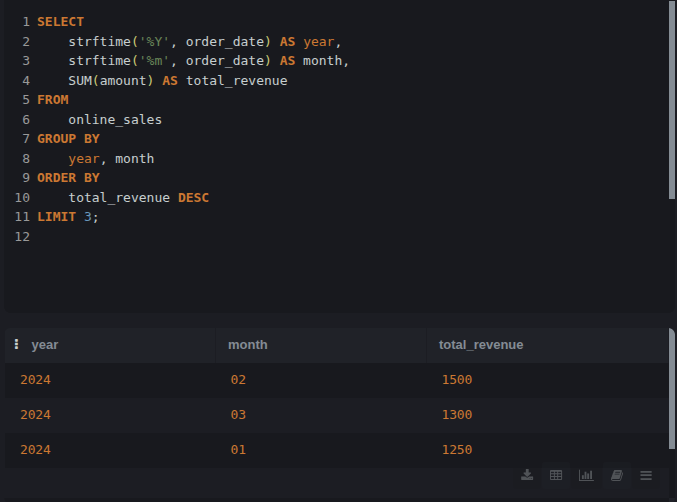 1 SELECT
2     strftime('%Y', order_date) AS year,
3     strftime('%m', order_date) AS month,
4     SUM(amount) AS total_revenue
5 FROM
6     online_sales
7 GROUP BY
8     year, month
9 ORDER BY
10     total_revenue DESC
11 LIMIT 3;
12
year month total_revenue
2024 02 1500
2024 03 1300
2024 01 1250